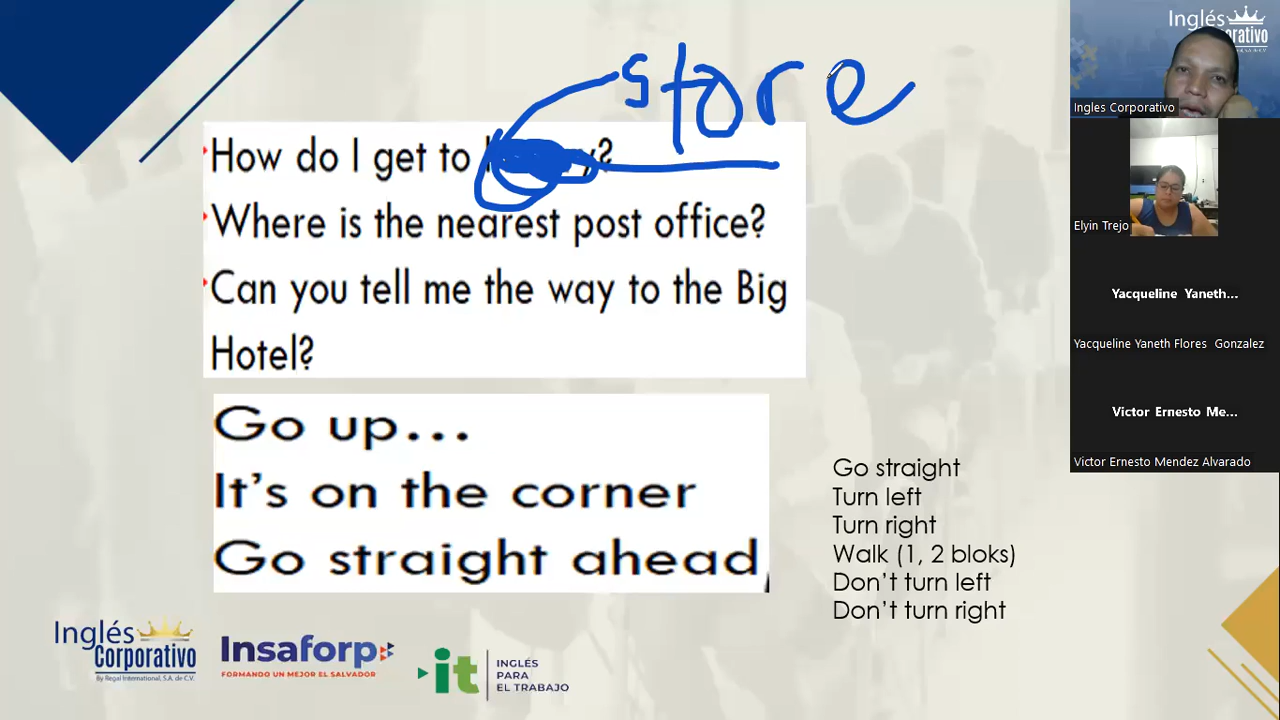 store
How do I get to y?
Where is the nearest post office?
Can you tell me the way to the Big
Hotel?
Go up...
It's on the corner
Go straight ahead
Go straight
Turn left
Turn right
Walk (1, 2 bloks)
Don't turn left
Don't turn right
Inglés
Corporativo
By Regal International, S.A. de C.V.
Insaforp
FORMANDO UN MEJOR EL SALVADOR
it
INGLÉS
PARA
EL TRABAJO
Inglés
orativo
Ingles Corporativo
Elyin Trejo
Yacqueline Yaneth...
Yacqueline Yaneth Flores Gonzalez
Victor Ernesto Me...
Victor Ernesto Mendez Alvarado